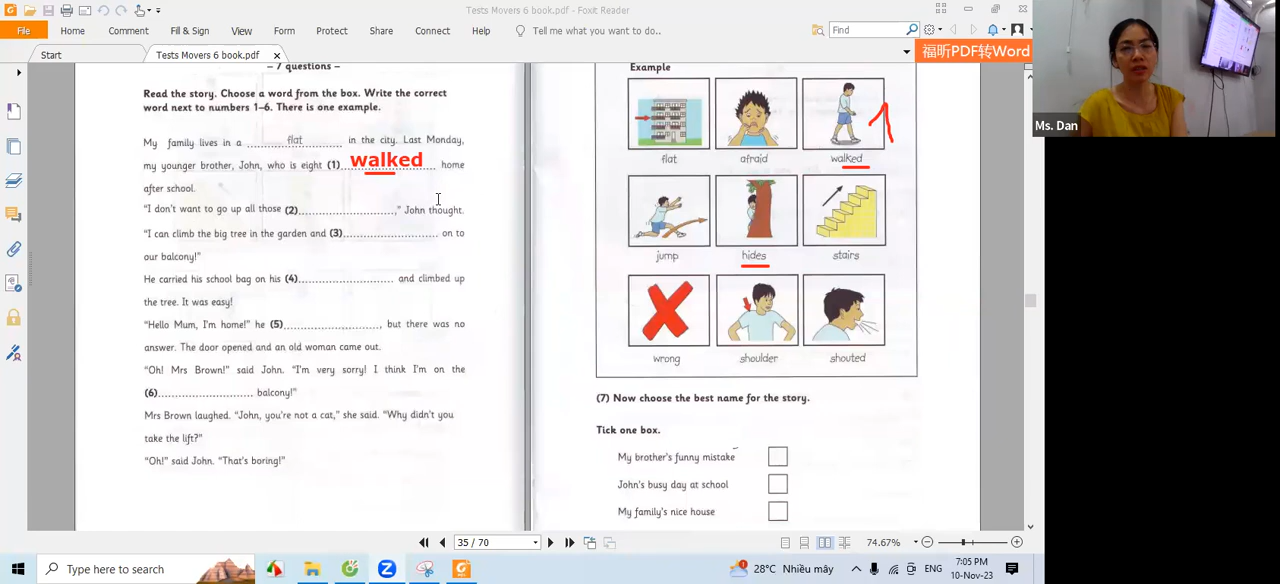 Tests Movers 6 book.pdf - Foxit Reader
File
Home
Comment
Fill & Sign
View
Form
Protect
Share
Connect
Help
Tell me what you want to do..
Find
Start
Tests Movers 6 book.pdf ×
福昕PDF转Word
Ms. Dan
– 7 questions –
Read the story. Choose a word from the box. Write the correct
word next to numbers 1–6. There is one example.
My family lives in a flat in the city. Last Monday,
my younger brother, John, who is eight (1) walked home
after school.
“I don’t want to go up all those (2)..............................,” John thought.
“I can climb the big tree in the garden and (3).............................. on to
our balcony!”
He carried his school bag on his (4).............................. and climbed up
the tree. It was easy!
“Hello Mum, I’m home!” he (5).............................., but there was no
answer. The door opened and an old woman came out.
“Oh! Mrs Brown!” said John. “I’m very sorry! I think I’m on the
(6).............................. balcony!”
Mrs Brown laughed. “John, you’re not a cat,” she said. “Why didn’t you
take the lift?”
“Oh!” said John. “That’s boring!”
Example
1
flat
afraid
walked
jump
hides
stairs
wrong
shoulder
shouted
(7) Now choose the best name for the story.
Tick one box.
My brother’s funny mistake
John’s busy day at school
My family’s nice house
35 / 70
74.67%
Type here to search
28°C Nhiều mây
7:05 PM
10-Nov-23